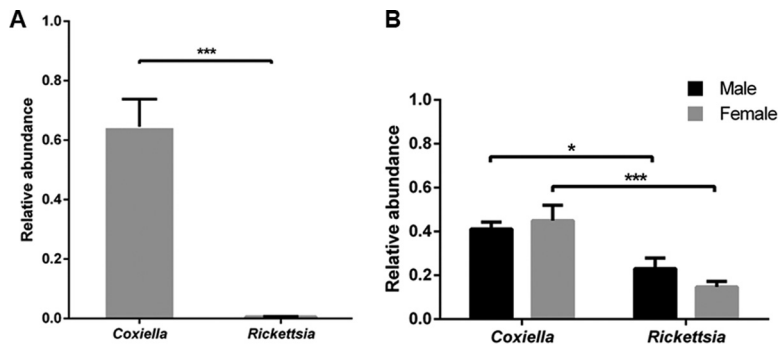 A
Relative abundance
1.0
0.8
0.6
0.4
0.2
0.0
***
Coxiella
Rickettsia
B
Male
Female
Relative abundance
1.0
0.8
0.6
0.4
0.2
0.0
*
***
Coxiella
Rickettsia